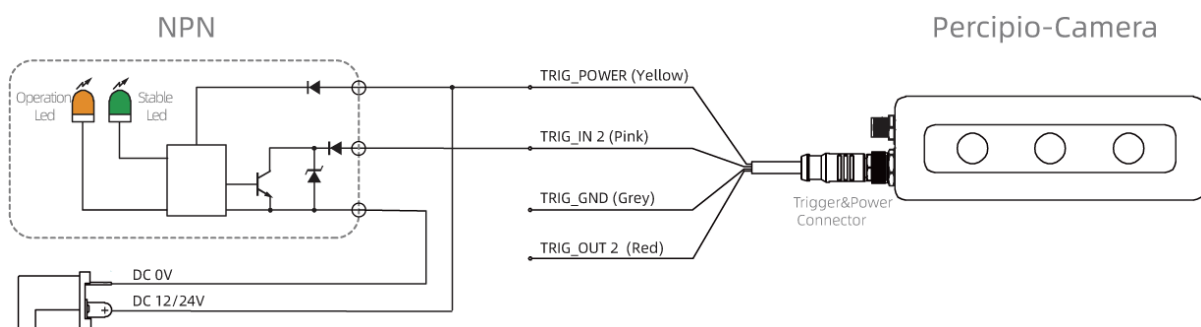 NPN
Percipio-Camera
Operation
Led
Stable
Led
TRIG_POWER (Yellow)
TRIG_IN 2 (Pink)
TRIG_GND (Grey)
TRIG_OUT 2 (Red)
Trigger&Power
Connector
DC 0V
DC 12/24V
+